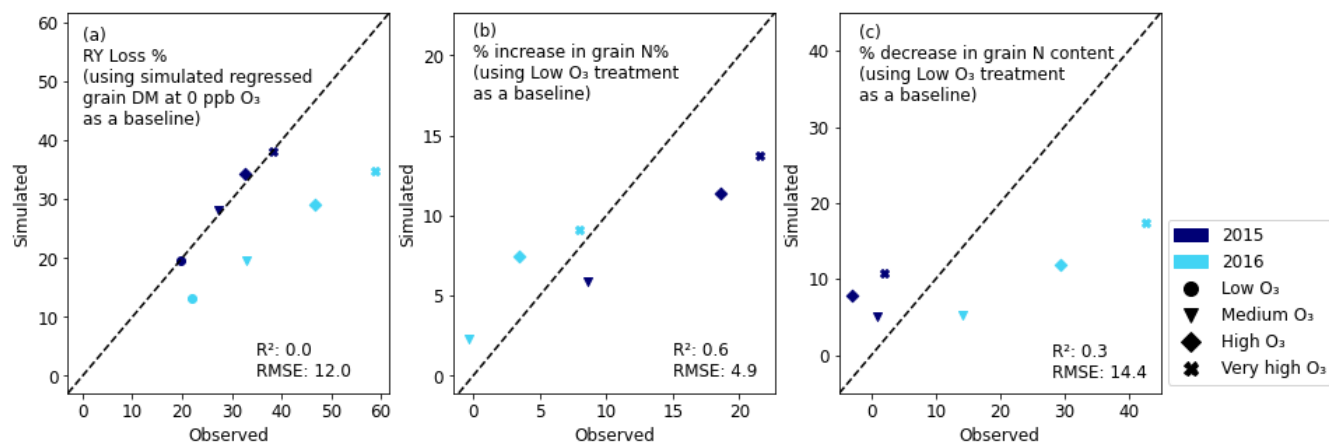 (a)
RY Loss %
(using simulated regressed
grain DM at 0 ppb O₃
as a baseline)
60
50
40
30
20
10
0
Simulated
R²: 0.0
RMSE: 12.0
0 10 20 30 40 50 60
Observed
(b)
% increase in grain N%
(using Low O₃ treatment
as a baseline)
20
15
10
5
0
Simulated
R²: 0.6
RMSE: 4.9
0 5 10 15 20
Observed
(c)
% decrease in grain N content
(using Low O₃ treatment
as a baseline)
40
30
20
10
0
Simulated
R²: 0.3
RMSE: 14.4
0 10 20 30 40
Observed
2015
2016
Low O₃
Medium O₃
High O₃
Very high O₃